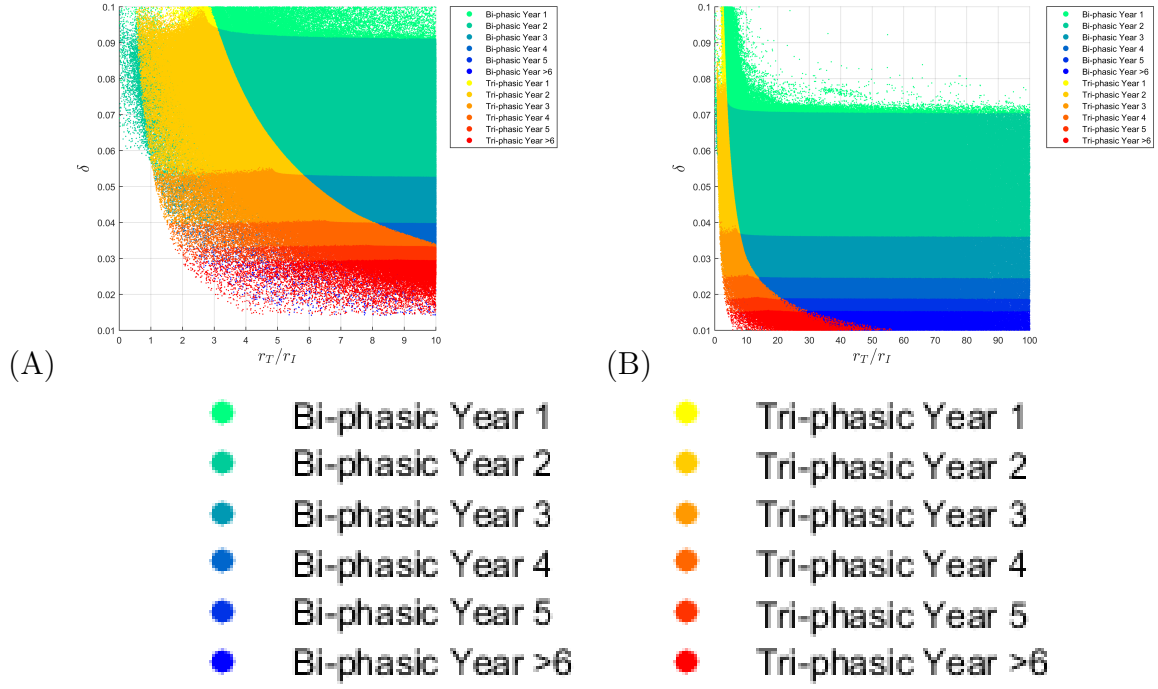 0.1
0.09
0.08
0.07
0.06
0.05
0.04
0.03
0.02
0.01
δ
0 1 2 3 4 5 6 7 8 9 10
r_T/r_I
Bi-phasic Year 1
Bi-phasic Year 2
Bi-phasic Year 3
Bi-phasic Year 4
Bi-phasic Year 5
Bi-phasic Year >6
Tri-phasic Year 1
Tri-phasic Year 2
Tri-phasic Year 3
Tri-phasic Year 4
Tri-phasic Year 5
Tri-phasic Year >6
(A)
0.1
0.09
0.08
0.07
0.06
0.05
0.04
0.03
0.02
0.01
δ
0 10 20 30 40 50 60 70 80 90 100
r_T/r_I
Bi-phasic Year 1
Bi-phasic Year 2
Bi-phasic Year 3
Bi-phasic Year 4
Bi-phasic Year 5
Bi-phasic Year >6
Tri-phasic Year 1
Tri-phasic Year 2
Tri-phasic Year 3
Tri-phasic Year 4
Tri-phasic Year 5
Tri-phasic Year >6
(B)
Bi-phasic Year 1
Bi-phasic Year 2
Bi-phasic Year 3
Bi-phasic Year 4
Bi-phasic Year 5
Bi-phasic Year >6
Tri-phasic Year 1
Tri-phasic Year 2
Tri-phasic Year 3
Tri-phasic Year 4
Tri-phasic Year 5
Tri-phasic Year >6